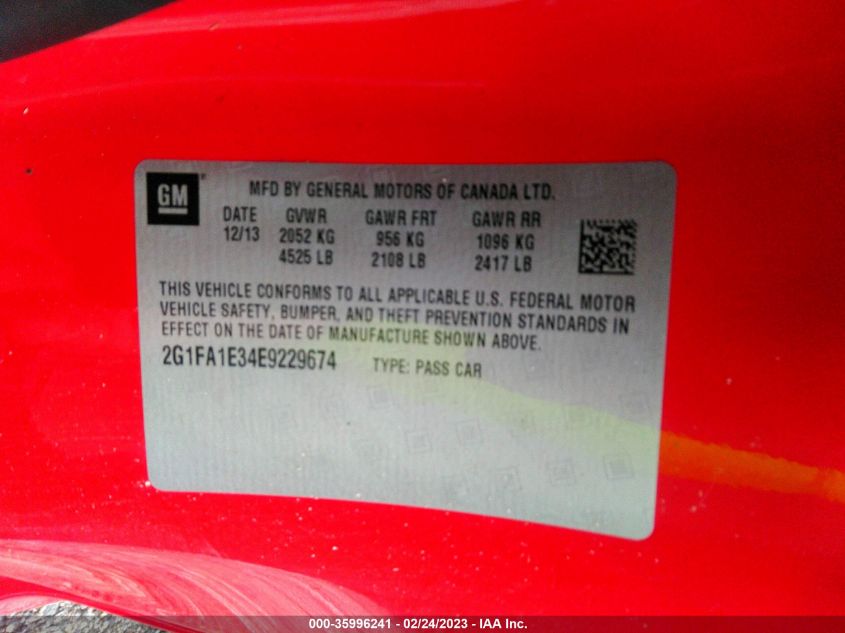 GM
MFD BY GENERAL MOTORS OF CANADA LTD.
DATE GVWR GAWR FRT GAWR RR
12/13 2052 KG 956 KG 1096 KG
4525 LB 2108 LB 2417 LB
THIS VEHICLE CONFORMS TO ALL APPLICABLE U.S. FEDERAL MOTOR
VEHICLE SAFETY, BUMPER, AND THEFT PREVENTION STANDARDS IN
EFFECT ON THE DATE OF MANUFACTURE SHOWN ABOVE.
2G1FA1E34E9229674 TYPE: PASS CAR
000-35996241 - 02/24/2023 - IAA Inc.